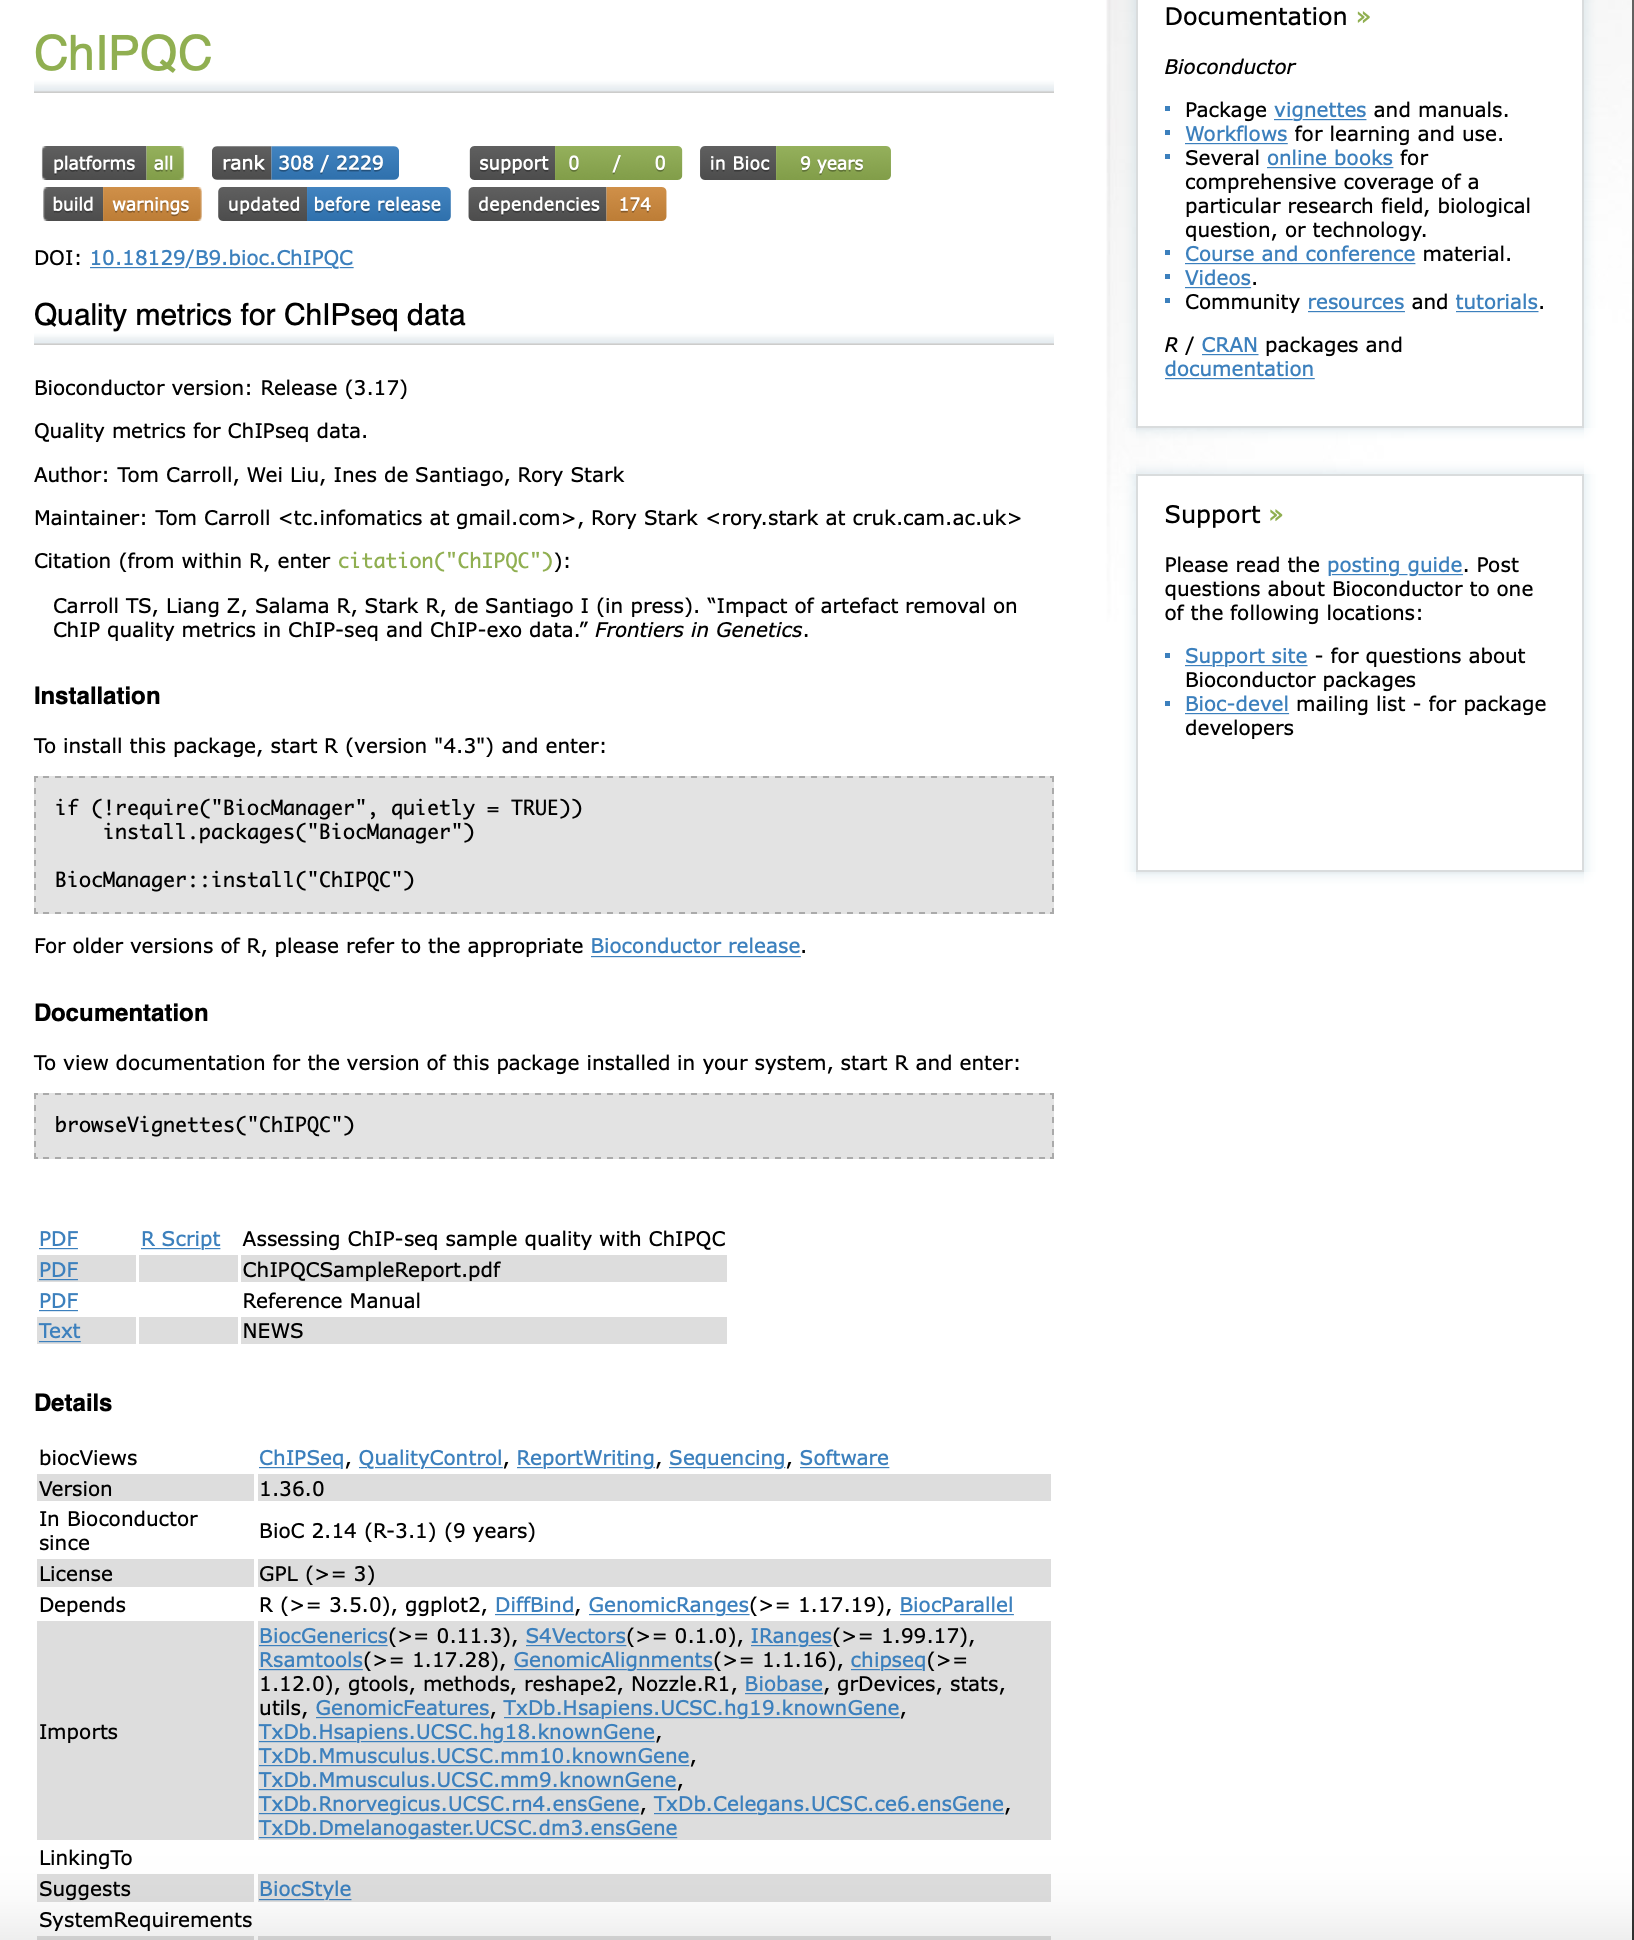 ChIPQC
platforms all rank 308 / 2229 support 0 / 0 in Bioc 9 years
build warnings updated before release dependencies 174
DOI: 10.18129/B9.bioc.ChIPQC
Quality metrics for ChIPseq data
Bioconductor version: Release (3.17)
Quality metrics for ChIPseq data.
Author: Tom Carroll, Wei Liu, Ines de Santiago, Rory Stark
Maintainer: Tom Carroll <tc.infomatics at gmail.com>, Rory Stark <rory.stark at cruk.cam.ac.uk>
Citation (from within R, enter citation("ChIPQC")):
Carroll TS, Liang Z, Salama R, Stark R, de Santiago I (in press). “Impact of artefact removal on
ChIP quality metrics in ChIP-seq and ChIP-exo data.” Frontiers in Genetics.
Installation
To install this package, start R (version "4.3") and enter:
if (!require("BiocManager", quietly = TRUE))
    install.packages("BiocManager")
BiocManager::install("ChIPQC")
For older versions of R, please refer to the appropriate Bioconductor release.
Documentation
To view documentation for the version of this package installed in your system, start R and enter:
browseVignettes("ChIPQC")
PDF R Script Assessing ChIP-seq sample quality with ChIPQC
PDF ChIPQCSampleReport.pdf
PDF Reference Manual
Text NEWS
Details
biocViews ChIPSeq, QualityControl, ReportWriting, Sequencing, Software
Version 1.36.0
In Bioconductor
since
BioC 2.14 (R-3.1) (9 years)
License GPL (>= 3)
Depends R (>= 3.5.0), ggplot2, DiffBind, GenomicRanges(>= 1.17.19), BiocParallel
Imports
BiocGenerics(>= 0.11.3), S4Vectors(>= 0.1.0), IRanges(>= 1.99.17),
Rsamtools(>= 1.17.28), GenomicAlignments(>= 1.1.16), chipseq(>=
1.12.0), gtools, methods, reshape2, Nozzle.R1, Biobase, grDevices, stats,
utils, GenomicFeatures, TxDb.Hsapiens.UCSC.hg19.knownGene,
TxDb.Hsapiens.UCSC.hg18.knownGene,
TxDb.Mmusculus.UCSC.mm10.knownGene,
TxDb.Mmusculus.UCSC.mm9.knownGene,
TxDb.Rnorvegicus.UCSC.rn4.ensGene, TxDb.Celegans.UCSC.ce6.ensGene,
TxDb.Dmelanogaster.UCSC.dm3.ensGene
LinkingTo
Suggests BiocStyle
SystemRequirements
Documentation »
Bioconductor
Package vignettes and manuals.
Workflows for learning and use.
Several online books for
comprehensive coverage of a
particular research field, biological
question, or technology.
Course and conference material.
Videos.
Community resources and tutorials.
R / CRAN packages and
documentation
Support »
Please read the posting guide. Post
questions about Bioconductor to one
of the following locations:
Support site - for questions about
Bioconductor packages
Bioc-devel mailing list - for package
developers